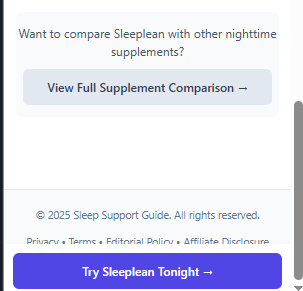 Want to compare Sleeplean with other nighttime
supplements?
View Full Supplement Comparison →
© 2025 Sleep Support Guide. All rights reserved.
Privacy • Terms • Editorial Policy • Affiliate Disclosure
Try Sleeplean Tonight →